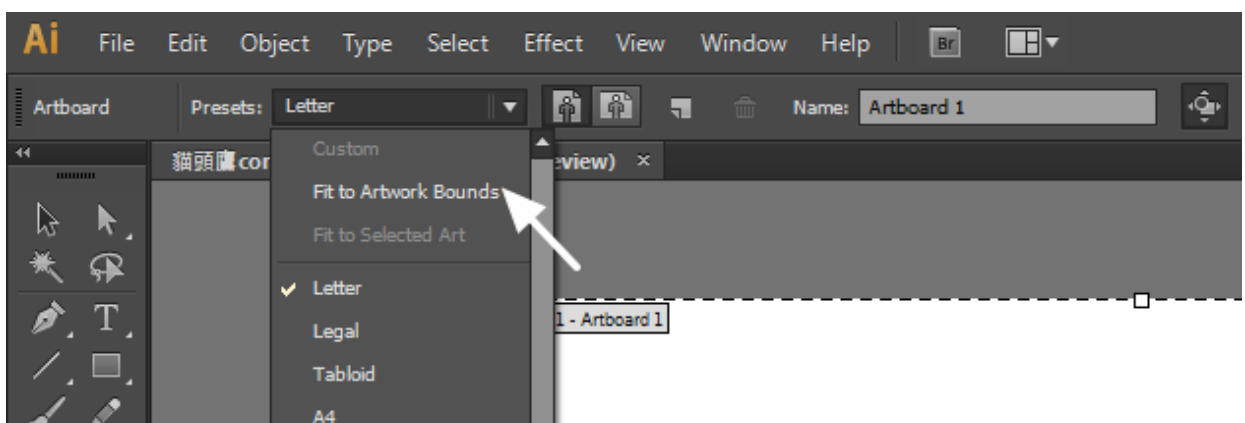 Ai File Edit Object Type Select Effect View Window Help Br
Artboard Presets: Letter Name: Artboard 1
貓頭鷹cor eview) ×
Custom
Fit to Artwork Bounds
Fit to Selected Art
Letter
1 - Artboard 1
Legal
Tabloid
A4